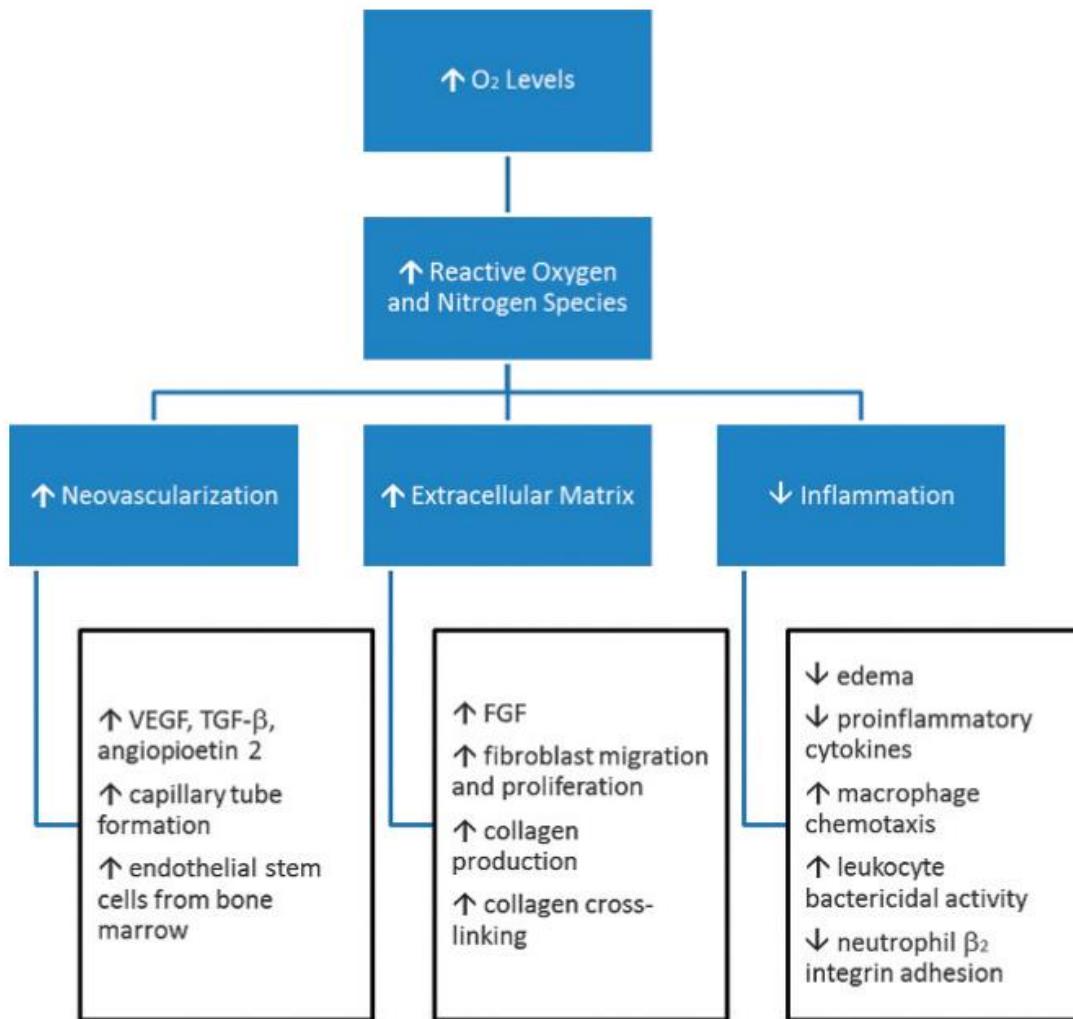 ↑ O₂ Levels
↑ Reactive Oxygen
and Nitrogen Species
↑ Neovascularization
↑ Extracellular Matrix
↓ Inflammation
↑ VEGF, TGF-β,
angiopioetin 2
↑ capillary tube
formation
↑ endothelial stem
cells from bone
marrow
↑ FGF
↑ fibroblast migration
and proliferation
↑ collagen
production
↑ collagen cross-
linking
↓ edema
↓ proinflammatory
cytokines
↑ macrophage
chemotaxis
↑ leukocyte
bactericidal activity
↓ neutrophil β₂
integrin adhesion